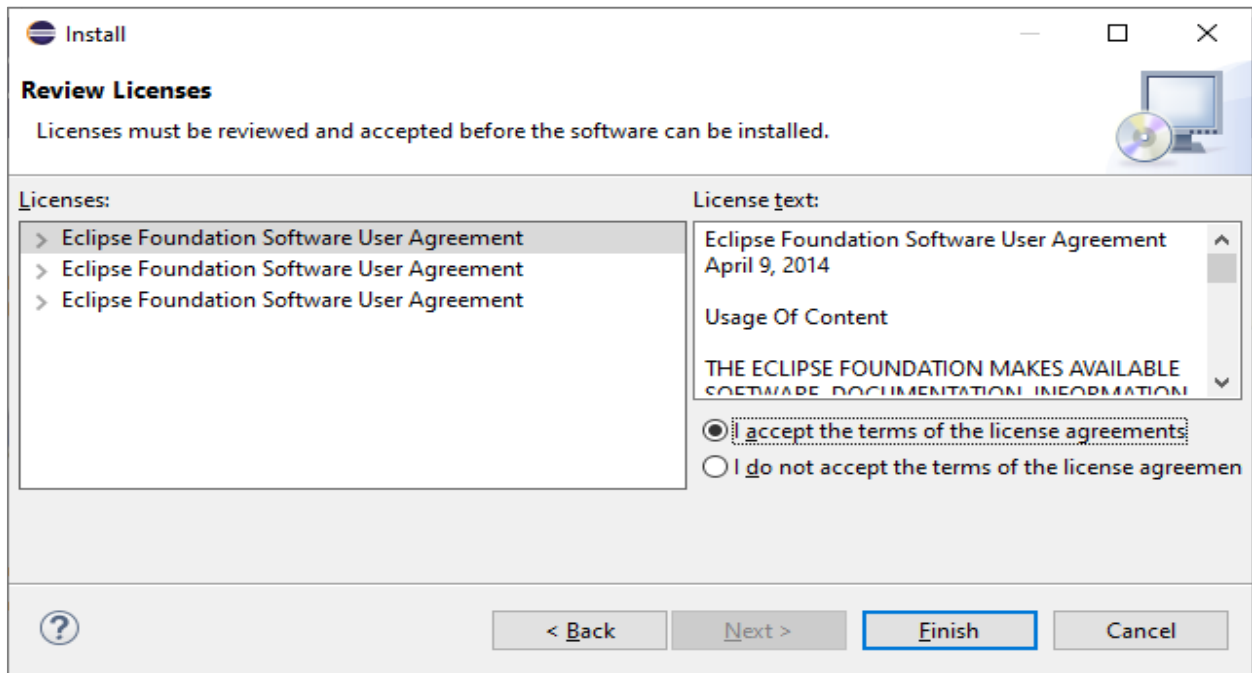 Install
Review Licenses
Licenses must be reviewed and accepted before the software can be installed.
Licenses:
Eclipse Foundation Software User Agreement
Eclipse Foundation Software User Agreement
Eclipse Foundation Software User Agreement
License text:
Eclipse Foundation Software User Agreement
April 9, 2014
Usage Of Content
THE ECLIPSE FOUNDATION MAKES AVAILABLE
SOFTWARE, DOCUMENTATION, INFORMATION
I accept the terms of the license agreements
I do not accept the terms of the license agreemen
< Back
Next >
Finish
Cancel